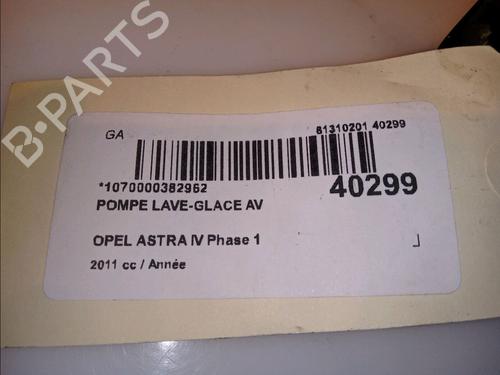 B-PARTS
GA
81310201 40299
*1070000382962
40299
POMPE LAVE-GLACE AV
OPEL ASTRA IV Phase 1
2011 cc / Année